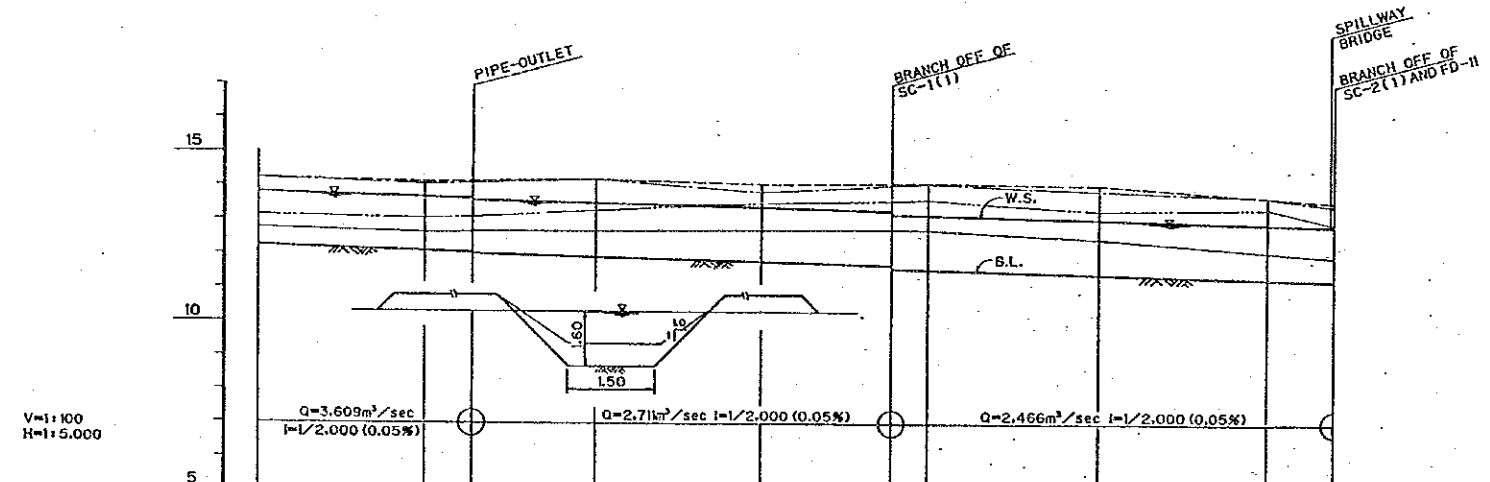 SPILLWAY
BRIDGE
PIPE-OUTLET
BRANCH OFF OF
SC-1(1)
BRANCH OFF OF
SC-2(1) AND FD-11
15
W.S.
B.L.
10
1.60
1.0
1
1.50
V=1:100
H=1:5.000
Q=3.609m³/sec
I=1/2.000 (0.05%)
Q=2.711m³/sec I=1/2.000 (0.05%)
Q=2.466m³/sec I=1/2.000 (0.05%)
5